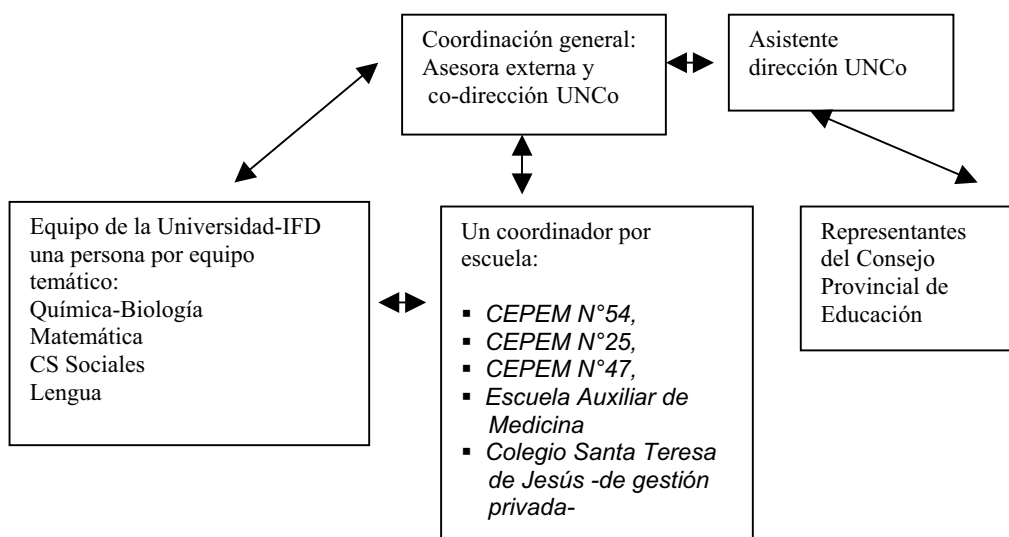 Coordinación general:
Asesora externa y
co-dirección UNCo
Asistente
dirección UNCo
Equipo de la Universidad-IFD
una persona por equipo
temático:
Química-Biología
Matemática
CS Sociales
Lengua
Un coordinador por
escuela:
▪ CEPEM N°54,
▪ CEPEM N°25,
▪ CEPEM N°47,
▪ Escuela Auxiliar de
Medicina
▪ Colegio Santa Teresa
de Jesús -de gestión
privada-
Representantes
del Consejo
Provincial de
Educación